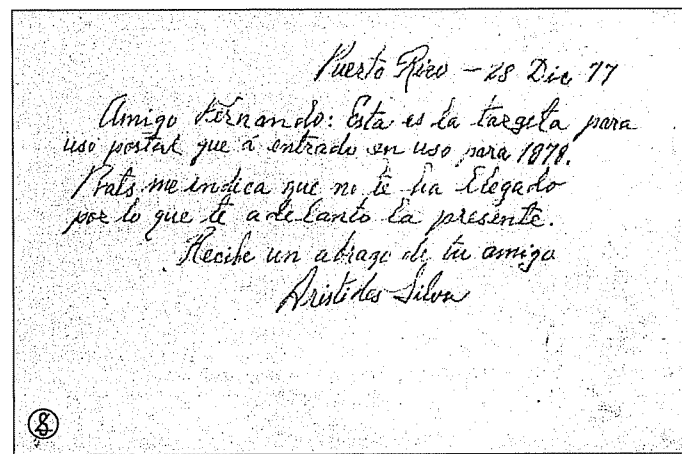 Puerto Rico - 28 Dic 77
Amigo Fernando: Esta es la targeta para
uso postal que á entrado en uso para 1878.
Prats me indica que no te ha llegado
por lo que te adelanto la presente.
Recibe un abrazo de tu amigo
Aristides Silva